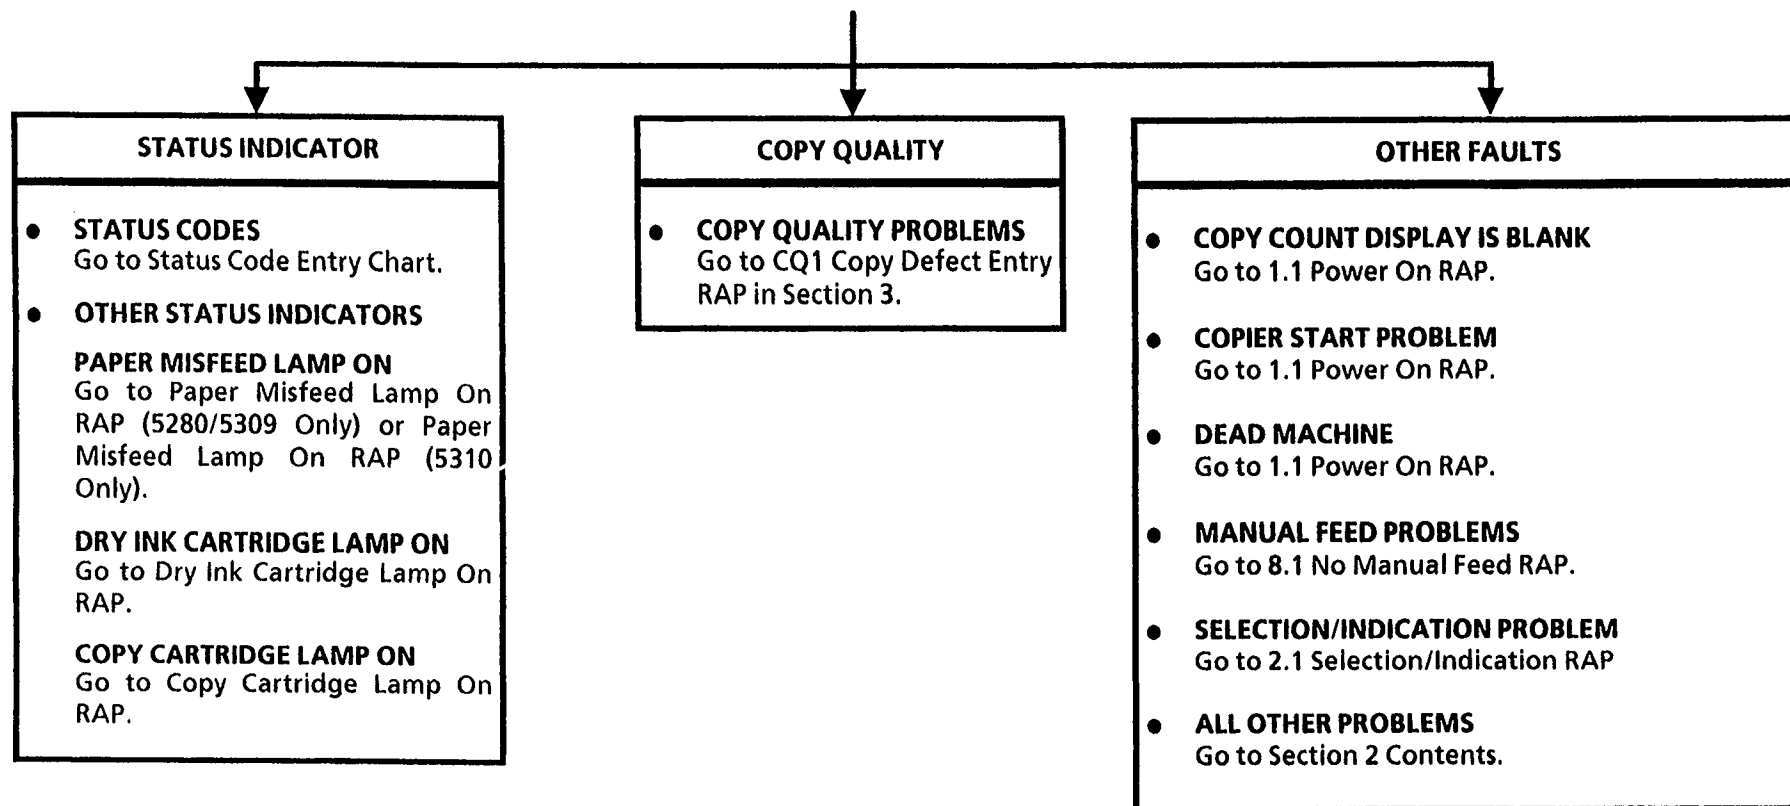 STATUS INDICATOR
● STATUS CODES
Go to Status Code Entry Chart.
● OTHER STATUS INDICATORS
PAPER MISFEED LAMP ON
Go to Paper Misfeed Lamp On
RAP (5280/5309 Only) or Paper
Misfeed Lamp On RAP (5310
Only).
DRY INK CARTRIDGE LAMP ON
Go to Dry Ink Cartridge Lamp On
RAP.
COPY CARTRIDGE LAMP ON
Go to Copy Cartridge Lamp On
RAP.
COPY QUALITY
● COPY QUALITY PROBLEMS
Go to CQ1 Copy Defect Entry
RAP in Section 3.
OTHER FAULTS
● COPY COUNT DISPLAY IS BLANK
Go to 1.1 Power On RAP.
● COPIER START PROBLEM
Go to 1.1 Power On RAP.
● DEAD MACHINE
Go to 1.1 Power On RAP.
● MANUAL FEED PROBLEMS
Go to 8.1 No Manual Feed RAP.
● SELECTION/INDICATION PROBLEM
Go to 2.1 Selection/Indication RAP
● ALL OTHER PROBLEMS
Go to Section 2 Contents.